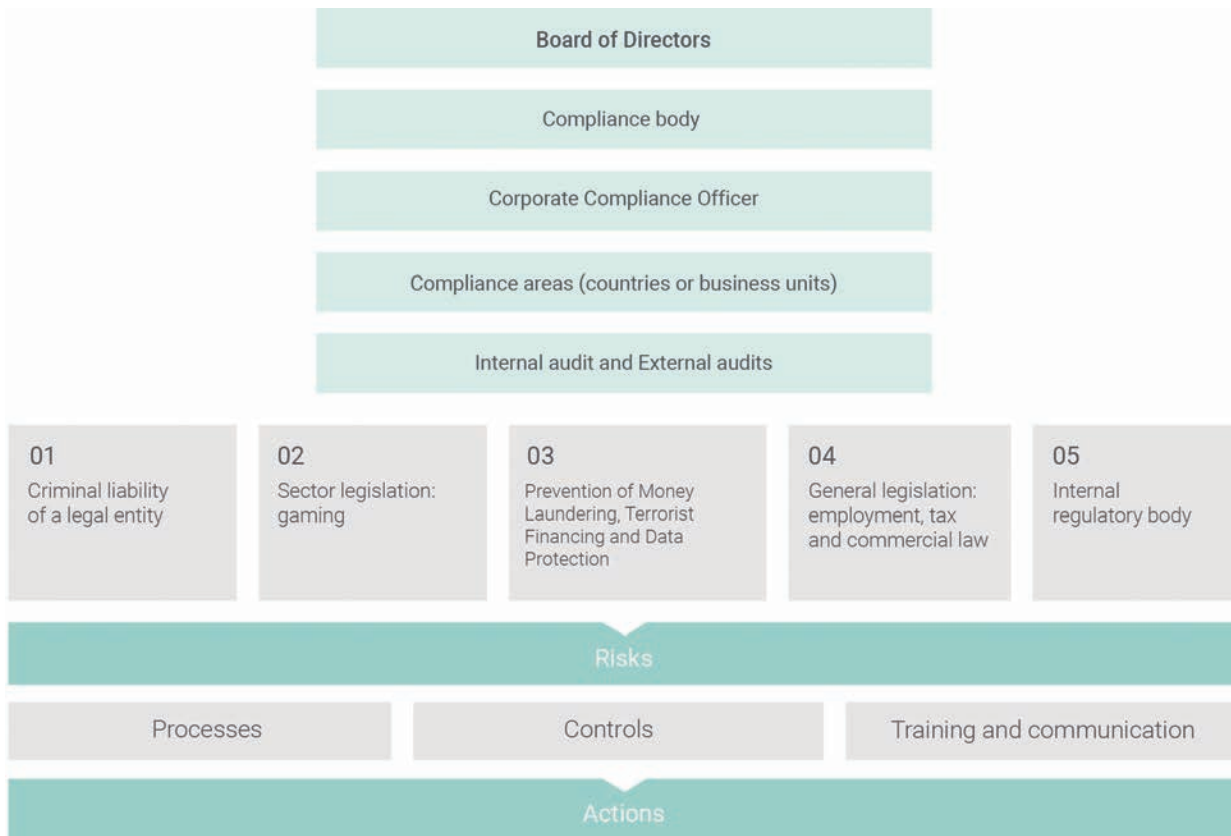 Board of Directors
Compliance body
Corporate Compliance Officer
Compliance areas (countries or business units)
Internal audit and External audits
01
Criminal liability
of a legal entity
02
Sector legislation:
gaming
03
Prevention of Money
Laundering, Terrorist
Financing and Data
Protection
04
General legislation:
employment, tax
and commercial law
05
Internal
regulatory body
Risks
Processes
Controls
Training and communication
Actions